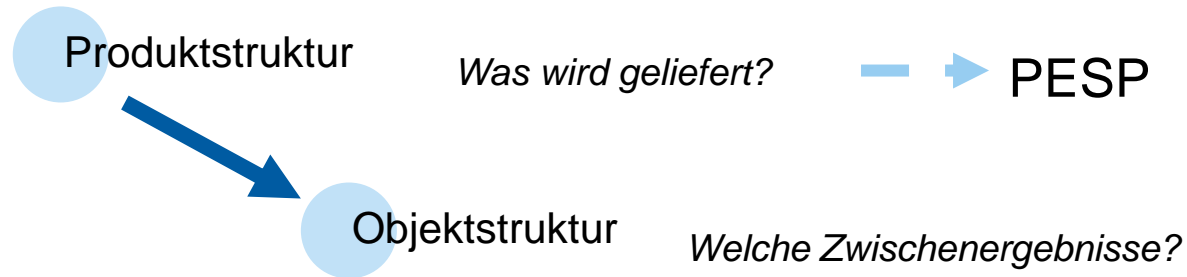 Produktstruktur
Was wird geliefert?
PESP
Objektstruktur
Welche Zwischenergebnisse?